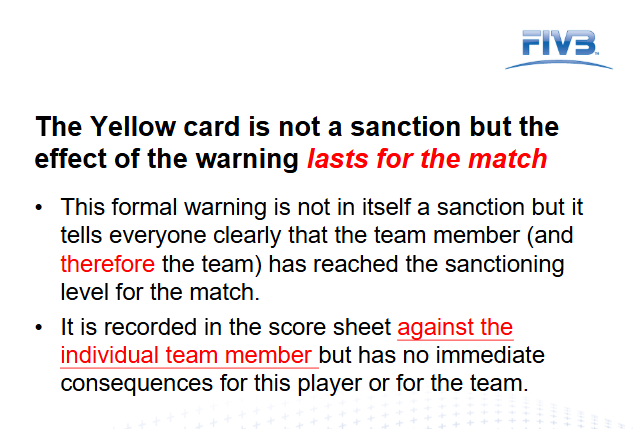 FIVB
The Yellow card is not a sanction but the
effect of the warning lasts for the match
• This formal warning is not in itself a sanction but it
tells everyone clearly that the team member (and
therefore the team) has reached the sanctioning
level for the match.
• It is recorded in the score sheet against the
individual team member but has no immediate
consequences for this player or for the team.